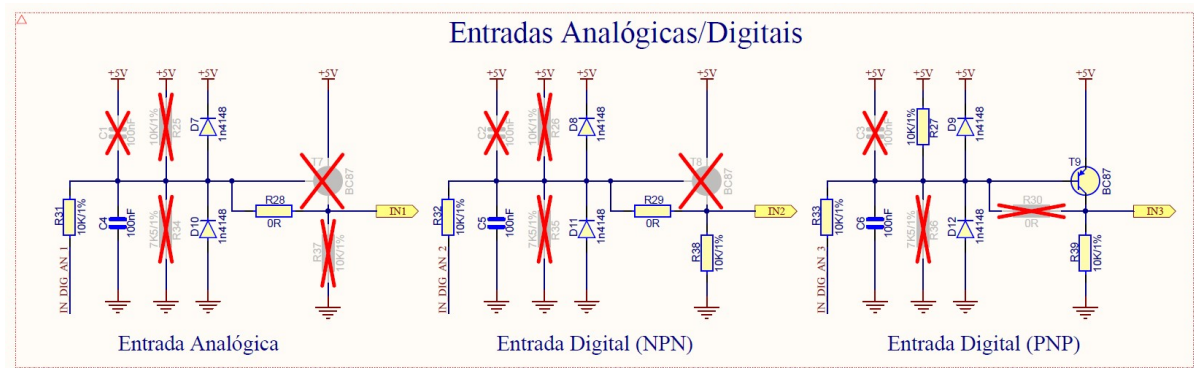 Entradas Analógicas/Digitais
+5V
+5V
+5V
+5V
C1
100nF
10K/1%
R25
D7
1n4148
T7
BC87
R31
10K/1%
C4
100nF
7K5/1%
R34
D10
1n4148
R28
0R
R37
10K/1%
IN1
IN DIG AN 1
Entrada Analógica
+5V
+5V
+5V
+5V
C2
100nF
10K/1%
R26
D8
1n4148
T8
BC87
R32
10K/1%
C5
100nF
7K5/1%
R35
D11
1n4148
R29
0R
R38
10K/1%
IN2
IN DIG AN 2
Entrada Digital (NPN)
+5V
+5V
+5V
+5V
C3
100nF
10K/1%
R27
D9
1n4148
T9
BC87
R33
10K/1%
C6
100nF
7K5/1%
R36
D12
1n4148
R30
0R
R39
10K/1%
IN3
IN DIG AN 3
Entrada Digital (PNP)